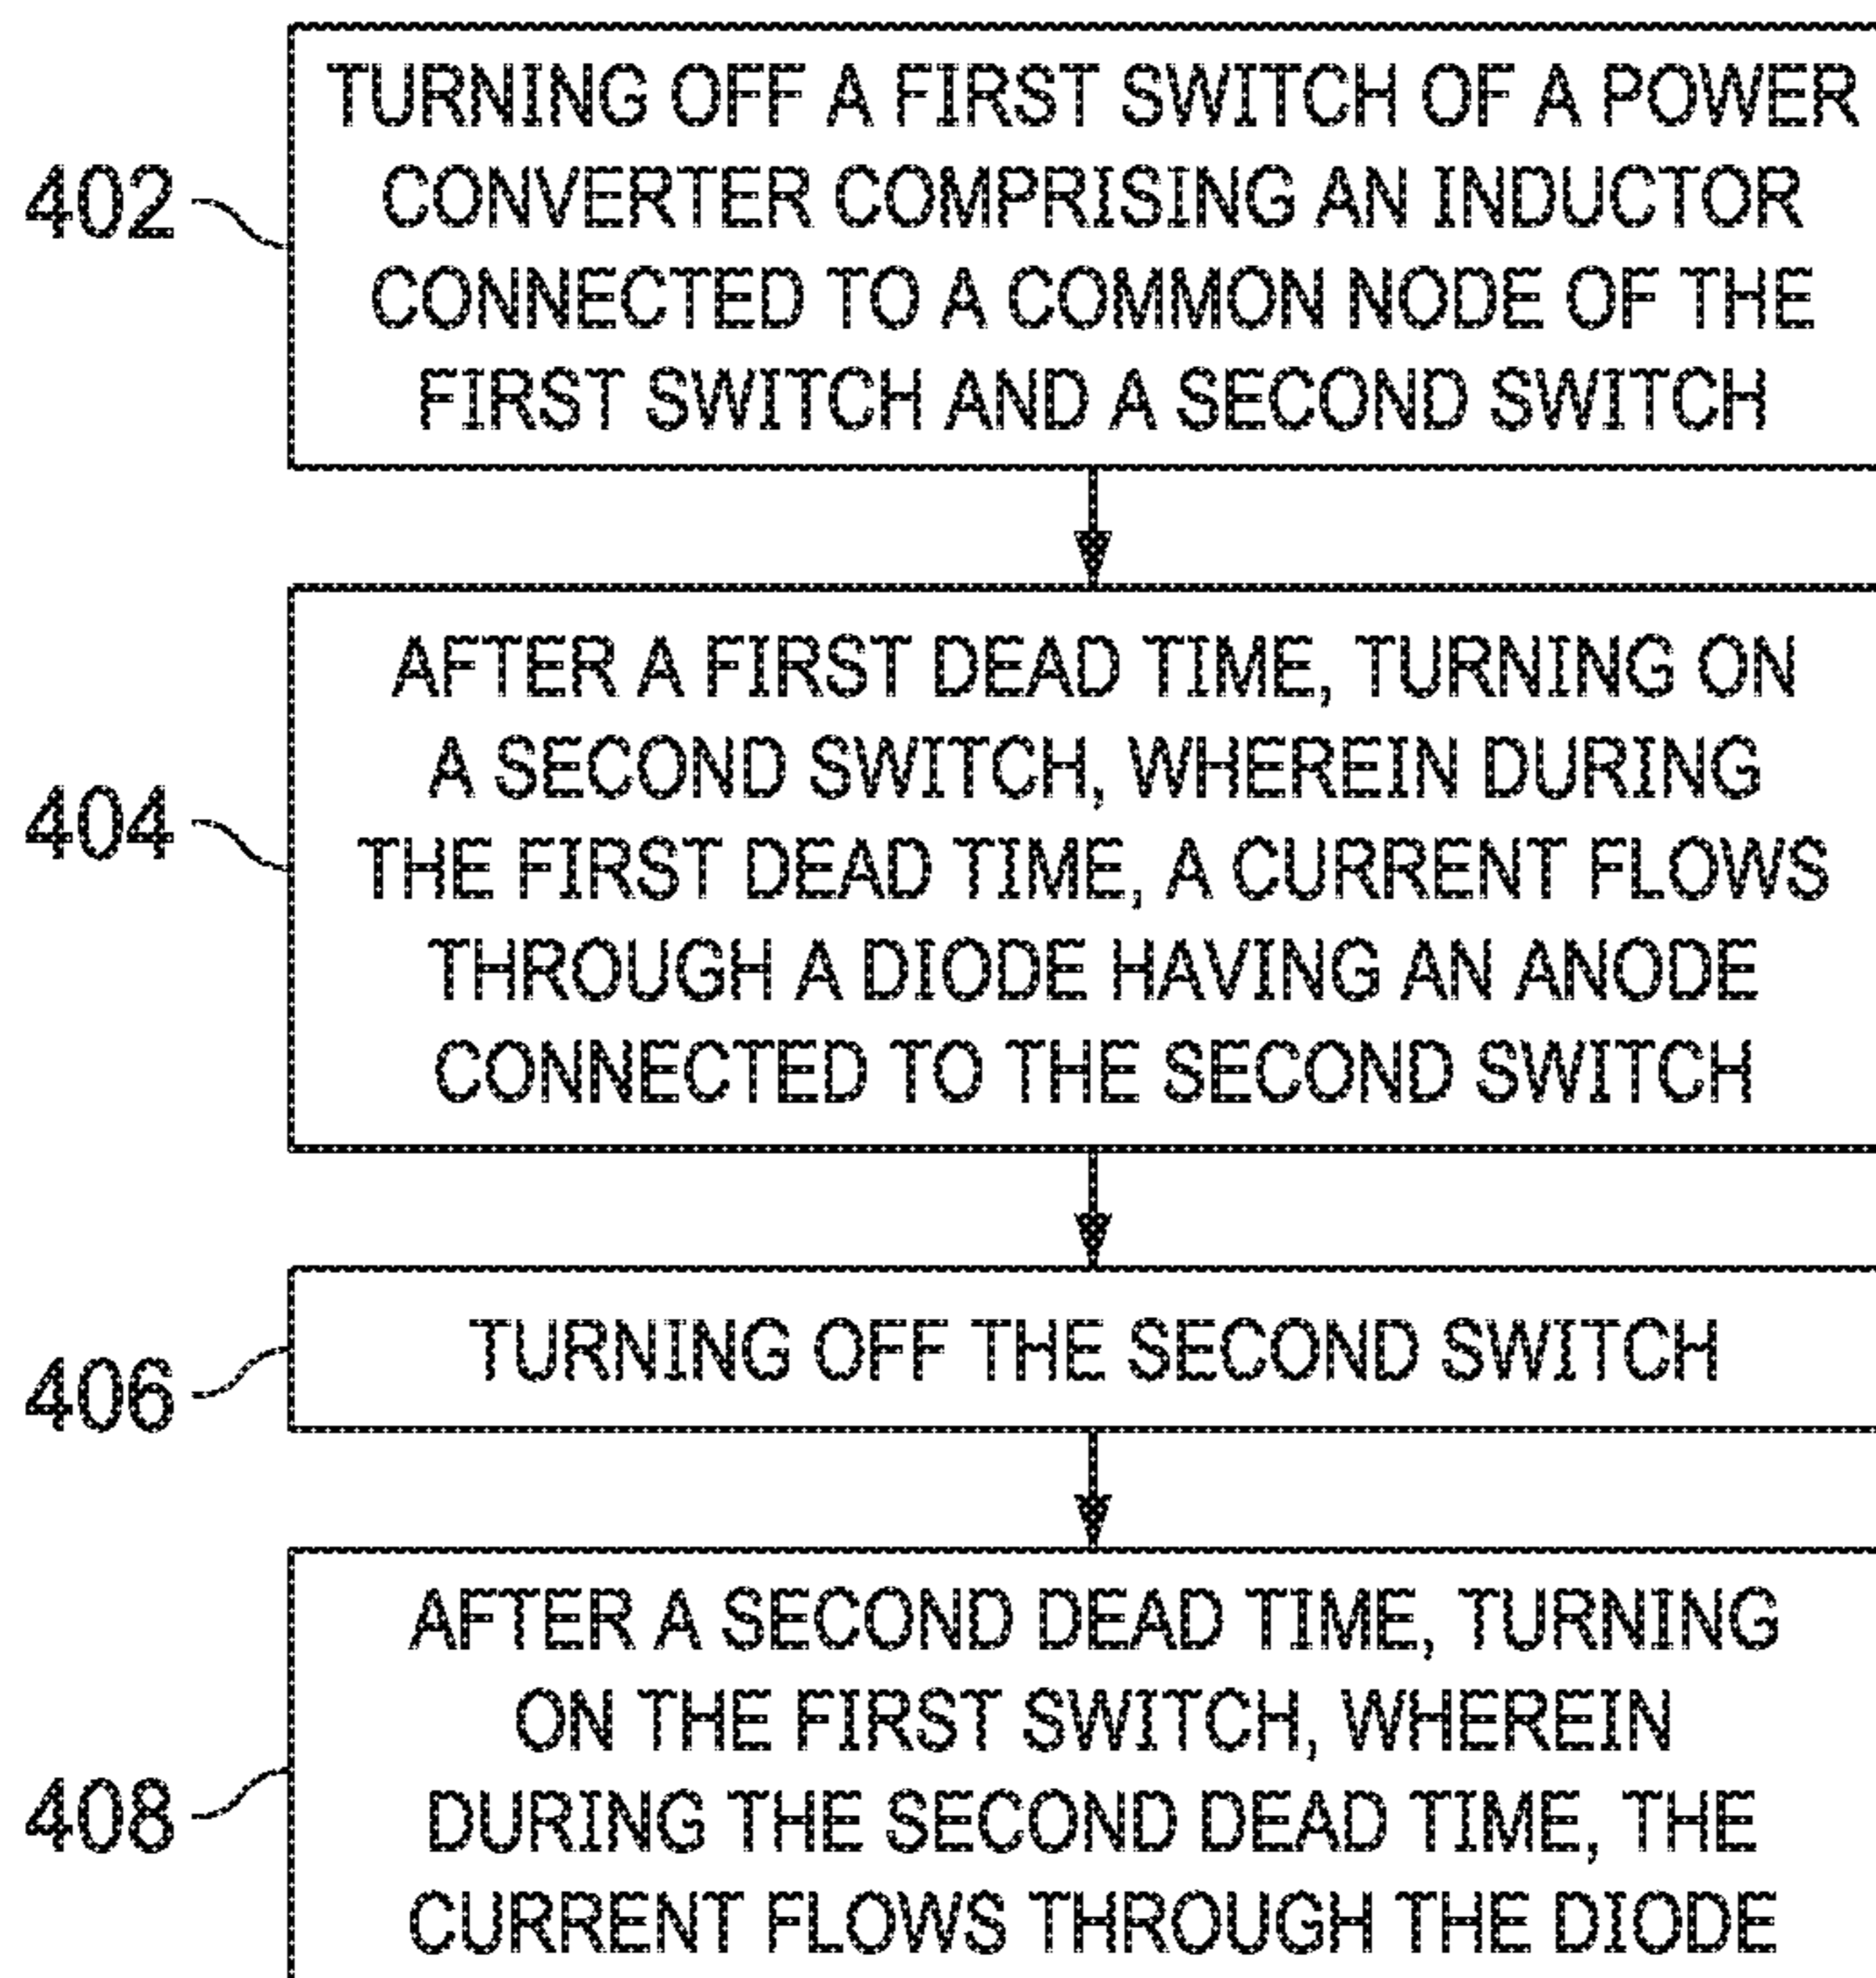 402
TURNING OFF A FIRST SWITCH OF A POWER
CONVERTER COMPRISING AN INDUCTOR
CONNECTED TO A COMMON NODE OF THE
FIRST SWITCH AND A SECOND SWITCH
404
AFTER A FIRST DEAD TIME, TURNING ON
A SECOND SWITCH, WHEREIN DURING
THE FIRST DEAD TIME, A CURRENT FLOWS
THROUGH A DIODE HAVING AN ANODE
CONNECTED TO THE SECOND SWITCH
406
TURNING OFF THE SECOND SWITCH
408
AFTER A SECOND DEAD TIME, TURNING
ON THE FIRST SWITCH, WHEREIN
DURING THE SECOND DEAD TIME, THE
CURRENT FLOWS THROUGH THE DIODE